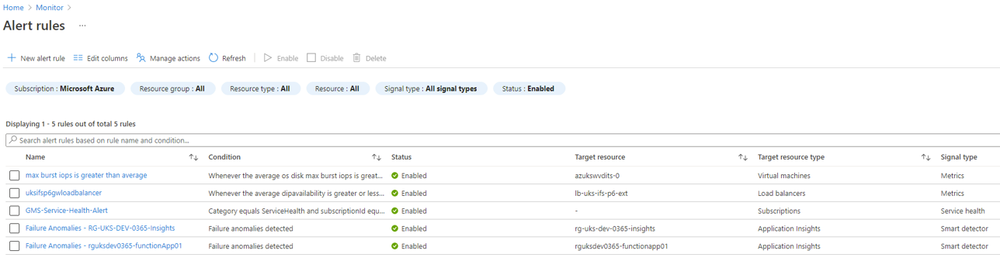 Home > Monitor >
Alert rules ...
New alert rule Edit columns Manage actions Refresh Enable Disable Delete
Subscription : Microsoft Azure Resource group : All Resource type : All Resource : All Signal type : All signal types Status : Enabled
Displaying 1 - 5 rules out of total 5 rules
Search alert rules based on rule name and condition...
Name Condition Status Target resource Target resource type Signal type
max burst iops is greater than average Whenever the average os disk max burst iops is great... Enabled azukswvdits-0 Virtual machines Metrics
uksifsp6gwloadbalancer Whenever the average dipavailability is greater or less... Enabled lb-uks-ifs-p6-ext Load balancers Metrics
GMS-Service-Health-Alert Category equals ServiceHealth and subscriptionId equ... Enabled - Subscriptions Service health
Failure Anomalies - RG-UKS-DEV-0365-Insights Failure anomalies detected Enabled rg-uks-dev-0365-insights Application Insights Smart detector
Failure Anomalies - rguksdev0365-functionApp01 Failure anomalies detected Enabled rguksdev0365-functionapp01 Application Insights Smart detector